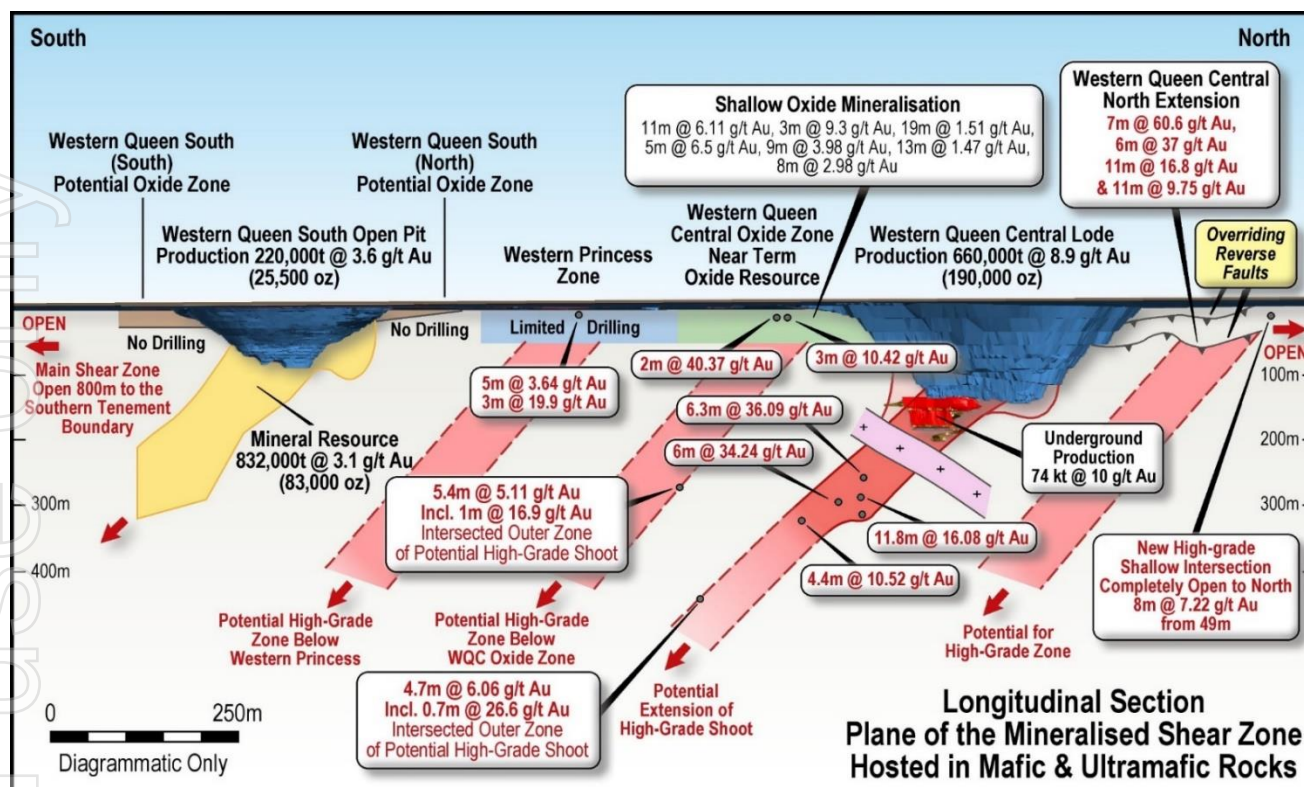 South
North
Western Queen South
(South)
Potential Oxide Zone
Western Queen South
(North)
Potential Oxide Zone
Shallow Oxide Mineralisation
11m @ 6.11 g/t Au, 3m @ 9.3 g/t Au, 19m @ 1.51 g/t Au,
5m @ 6.5 g/t Au, 9m @ 3.98 g/t Au, 13m @ 1.47 g/t Au,
8m @ 2.98 g/t Au
Western Queen Central
North Extension
7m @ 60.6 g/t Au,
6m @ 37 g/t Au
11m @ 16.8 g/t Au
& 11m @ 9.75 g/t Au
Western Queen South Open Pit
Production 220,000t @ 3.6 g/t Au
(25,500 oz)
Western Princess
Zone
Western Queen
Central Oxide Zone
Near Term
Oxide Resource
Western Queen Central Lode
Production 660,000t @ 8.9 g/t Au
(190,000 oz)
Overriding
Reverse
Faults
OPEN
No Drilling
No Drilling
Limited Drilling
OPEN
Main Shear Zone
Open 800m to the
Southern Tenement
Boundary
5m @ 3.64 g/t Au
3m @ 19.9 g/t Au
2m @ 40.37 g/t Au
3m @ 10.42 g/t Au
100m
6.3m @ 36.09 g/t Au
Mineral Resource
832,000t @ 3.1 g/t Au
(83,000 oz)
6m @ 34.24 g/t Au
Underground
Production
74 kt @ 10 g/t Au
200m
300m
300m
5.4m @ 5.11 g/t Au
Incl. 1m @ 16.9 g/t Au
Intersected Outer Zone
of Potential High-Grade Shoot
11.8m @ 16.08 g/t Au
4.4m @ 10.52 g/t Au
400m
New High-grade
Shallow Intersection
Completely Open to North
8m @ 7.22 g/t Au
from 49m
Potential High-Grade
Zone Below
Western Princess
Potential High-Grade
Zone Below
WQC Oxide Zone
Potential for
High-Grade Zone
4.7m @ 6.06 g/t Au
Incl. 0.7m @ 26.6 g/t Au
Intersected Outer Zone
of Potential High-Grade Shoot
Potential
Extension of
High-Grade Shoot
0 250m
Diagrammatic Only
Longitudinal Section
Plane of the Mineralised Shear Zone
Hosted in Mafic & Ultramafic Rocks